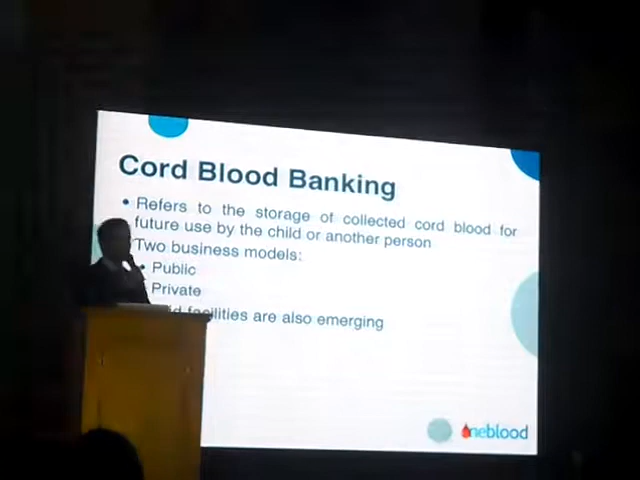 Cord Blood Banking
• Refers to the storage of collected cord blood for
future use by the child or another person
Two business models:
• Public
Private
facilities are also emerging
neblood